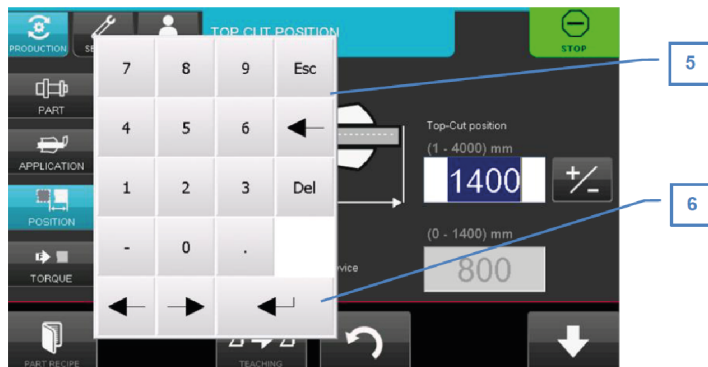 TOP CUT POSITION
STOP
PRODUCTION
SE
PART
APPLICATION
POSITION
TORQUE
PART RECIPE
7 8 9 Esc
4 5 6
1 2 3 Del
- 0 .
Top-Cut position
(1 - 4000) mm
1400
+/-
(0 - 1400) mm
vice
800
TEACHING
5
6